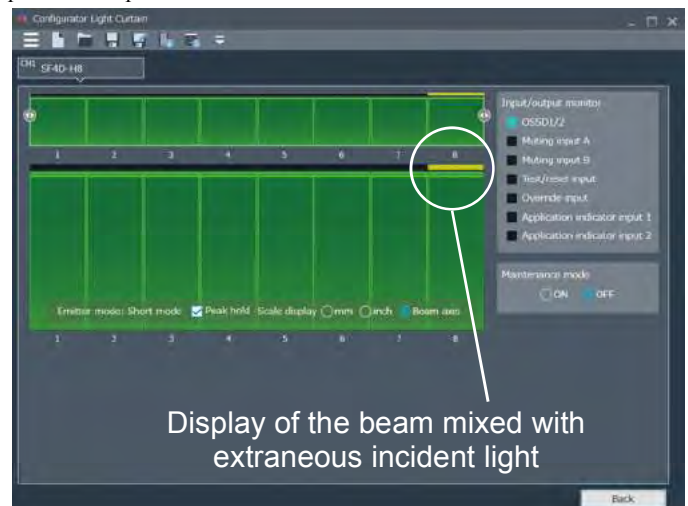 Configurator Light Curtain
CH1 SF4D-H8
1 2 3 4 5 6 7 8
Emitter mode: Short mode Peak hold Scale display mm inch Beam axis
1 2 3 4 5 6 7 8
Input/output monitor
OSSD1/2
Muting input A
Muting input B
Test/reset input
Override input
Application indicator input 1
Application indicator input 2
Maintenance mode
ON OFF
Display of the beam mixed with
extraneous incident light
Back